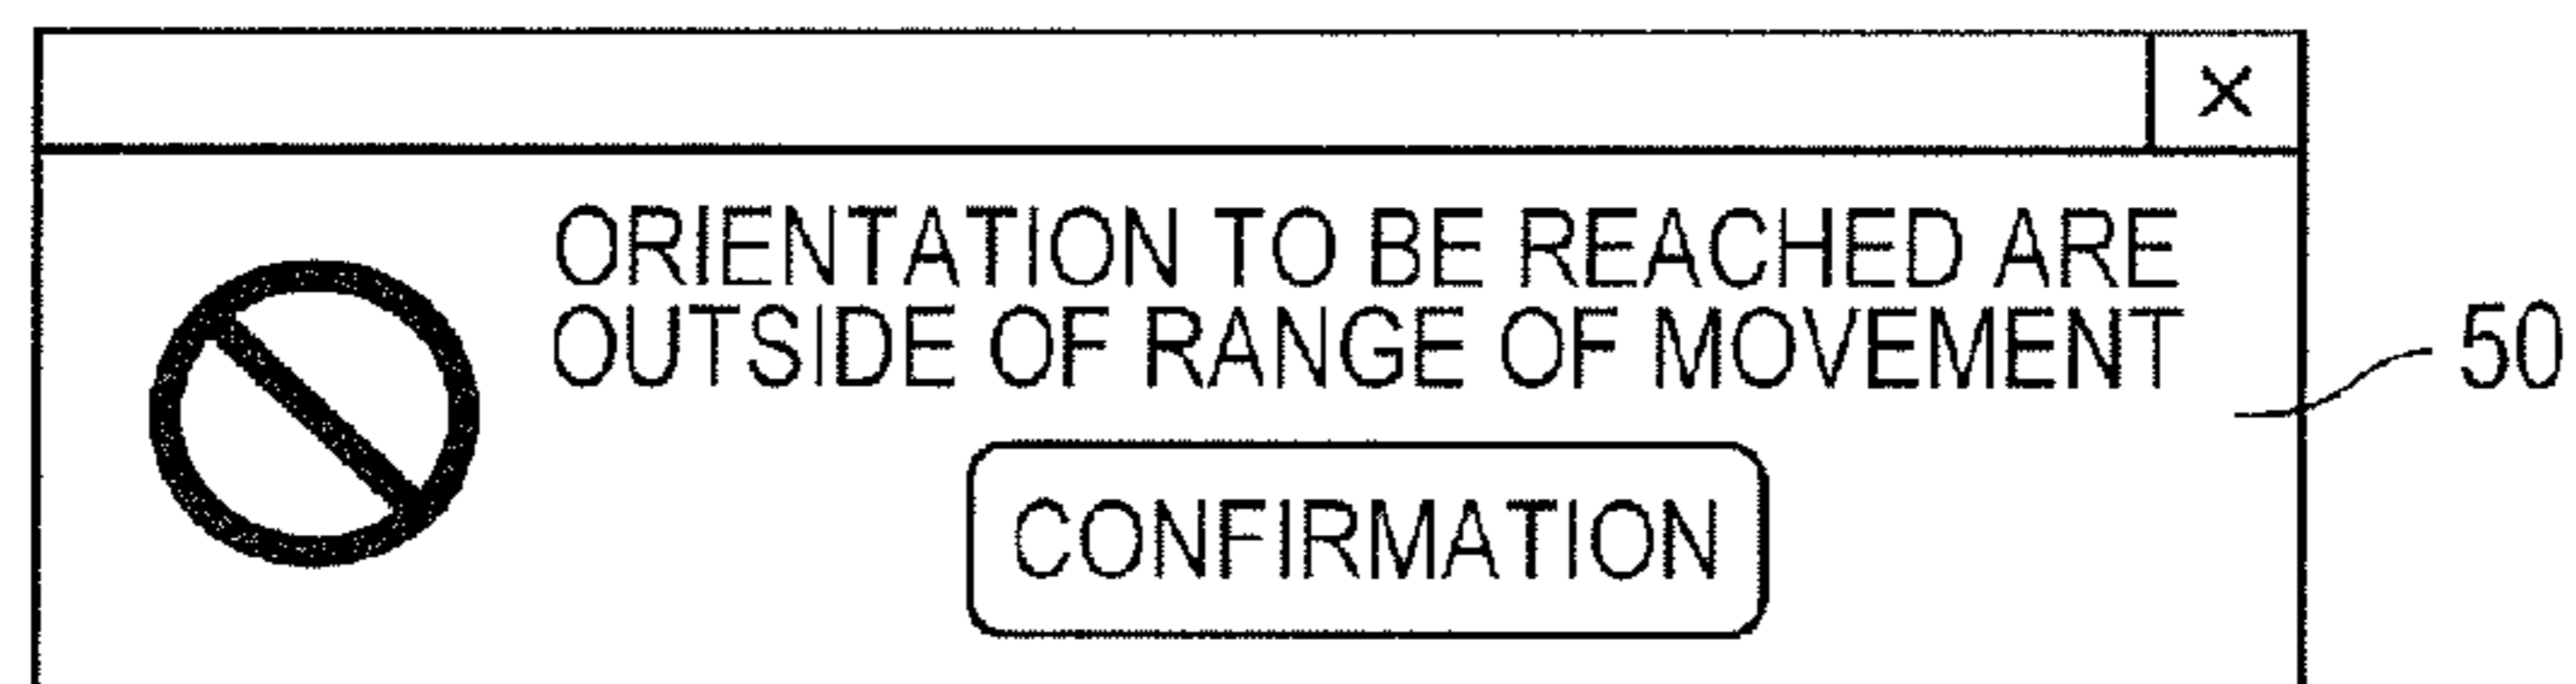 X
ORIENTATION TO BE REACHED ARE
OUTSIDE OF RANGE OF MOVEMENT
50
CONFIRMATION